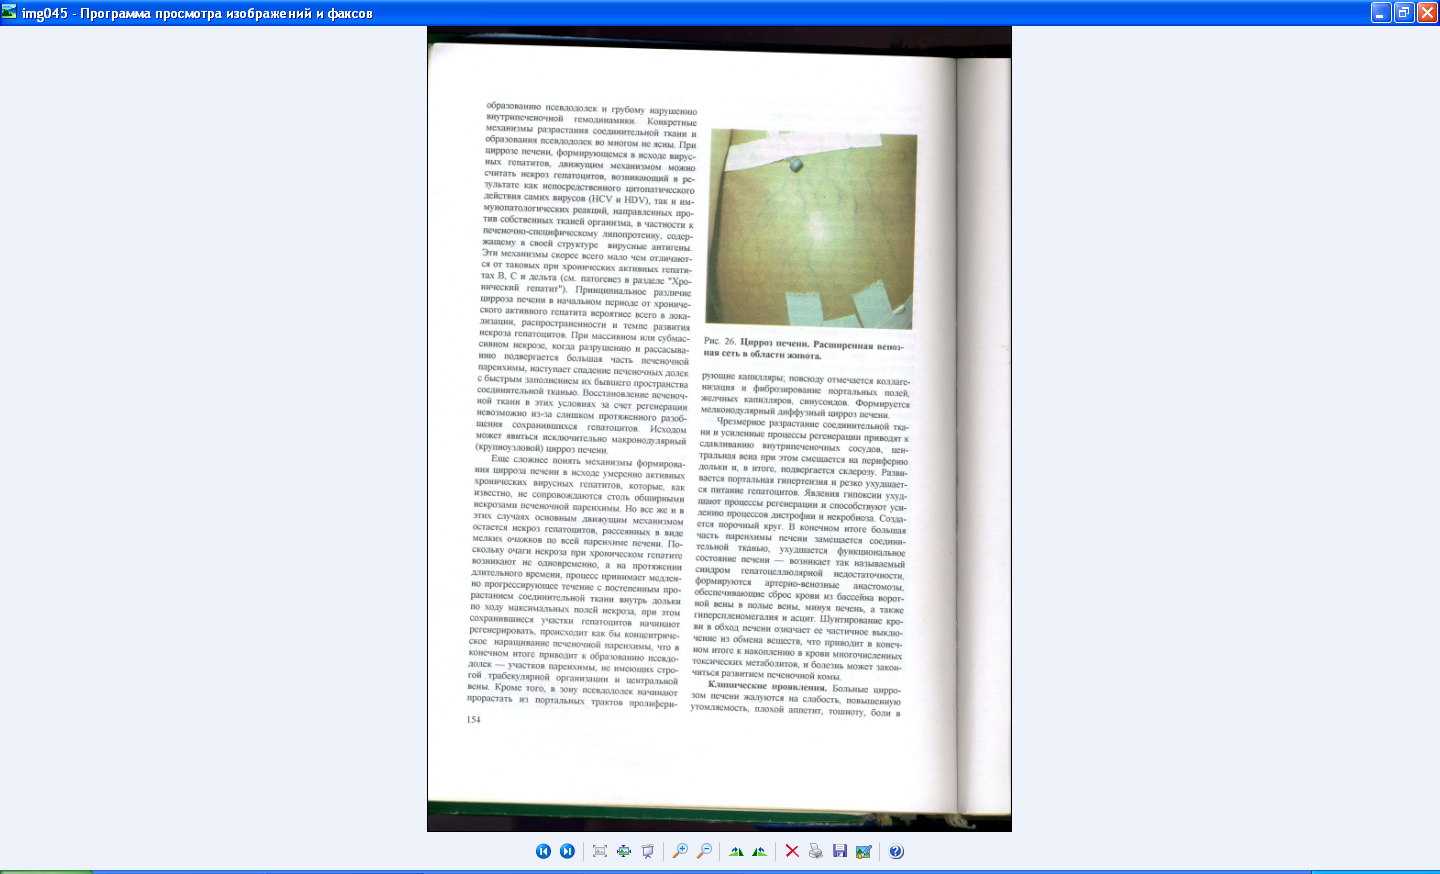 img045 - Программа просмотра изображений и факсов
образованию псевдодолек и грубому нарушению
внутрипеченочной гемодинамики. Конкретные
механизмы разрастания соединительной ткани и
образования псевдодолек во многом не ясны. При
циррозе печени, формирующемся в исходе вирус-
ных гепатитов, движущим механизмом можно
считать некроз гепатоцитов, возникающий в ре-
зультате как непосредственного цитопатического
действия самих вирусов (HCV и HDV), так и им-
мунопатологических реакций, направленных про-
тив собственных тканей организма, в частности к
печеночно-специфическому липопротеину, содер-
жащему в своей структуре вирусные антигены.
Эти механизмы скорее всего мало чем отличают-
ся от таковых при хронических активных гепати-
тах В, С и дельта (см. патогенез в разделе "Хро-
нический гепатит"). Принципиальное различие
цирроза печени в начальном периоде от хрониче-
ского активного гепатита вероятнее всего в лока-
лизации, распространенности и темпе развития
некроза гепатоцитов. При массивном или субмас-
сивном некрозе, когда разрушению и рассасыва-
нию подвергается большая часть печеночной
паренхимы, наступает спадение печеночных долек
с быстрым заполнением их бывшего пространства
соединительной тканью. Восстановление печеноч-
ной ткани в этих условиях за счет регенерации
невозможно из-за слишком протяженного разоб-
щения сохранившихся гепатоцитов. Исходом
может явиться исключительно макронодулярный
(крупноузловой) цирроз печени.
Еще сложнее понять механизмы формирова-
ния цирроза печени в исходе умеренно активных
хронических вирусных гепатитов, которые, как
известно, не сопровождаются столь обширными
некрозами печеночной паренхимы. Но все же и в
этих случаях основным движущим механизмом
остается некроз гепатоцитов, рассеянных в виде
мелких очажков по всей паренхиме печени. По-
скольку очаги некроза при хроническом гепатите
возникают не одновременно, а на протяжении
длительного времени, процесс принимает медлен-
но прогрессирующее течение с постепенным про-
растанием соединительной ткани внутрь дольки
по ходу максимальных полей некроза, при этом
сохранившиеся участки гепатоцитов начинают
регенерировать, происходит как бы концентриче-
ское наращивание печеночной паренхимы, что в
конечном итоге приводит к образованию псевдо-
долек — участков паренхимы, не имеющих стро-
гой трабекулярной организации и центральной
вены. Кроме того, в зону псевдодолек начинают
прорастать из портальных трактов пролифери-
154
Рис. 26. Цирроз печени. Расширенная веноз-
ная сеть в области живота.
рующие капилляры; повсюду отмечается коллаге-
низация и фиброзирование портальных полей,
желчных капилляров, синусоидов. Формируется
мелконодулярный диффузный цирроз печени.
Чрезмерное разрастание соединительной тка-
ни и усиленные процессы регенерации приводят к
сдавливанию внутрипеченочных сосудов, цен-
тральная вена при этом смещается на периферию
дольки и, в итоге, подвергается склерозу. Разви-
вается портальная гипертензия и резко ухудшает-
ся питание гепатоцитов. Явления гипоксии ухуд-
шают процессы регенерации и способствуют уси-
лению процессов дистрофии и некробиоза. Созда-
ется порочный круг. В конечном итоге большая
часть паренхимы печени замещается соедини-
тельной тканью, ухудшается функциональное
состояние печени — возникает так называемый
синдром гепатоцеллюлярной недостаточности,
формируются артерио-венозные анастомозы,
обеспечивающие сброс крови из бассейна ворот-
ной вены в полые вены, минуя печень, а также
гиперспленомегалия и асцит. Шунтирование кро-
ви в обход печени означает ее частичное выклю-
чение из обмена веществ, что приводит в конеч-
ном итоге к накоплению в крови многочисленных
токсических метаболитов, и болезнь может закон-
читься развитием печеночной комы.
Клинические проявления. Больные цирро-
зом печени жалуются на слабость, повышенную
утомляемость, плохой аппетит, тошноту, боли в